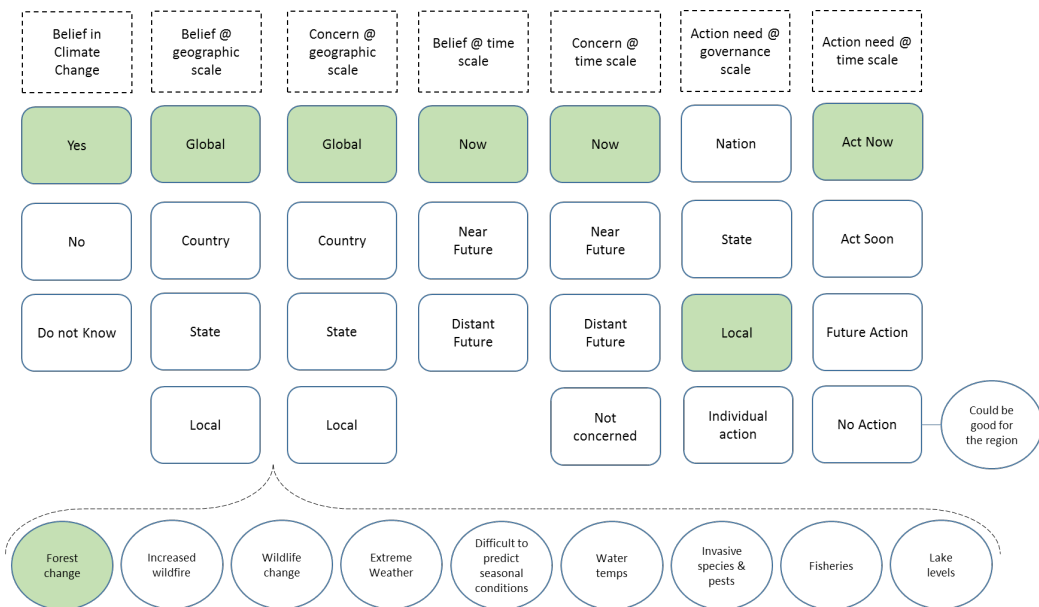 Belief in
Climate
Change
Belief @
geographic
scale
Concern @
geographic
scale
Belief @ time
scale
Concern @
time scale
Action need @
governance
scale
Action need @
time scale
Yes
Global
Global
Now
Now
Nation
Act Now
No
Country
Country
Near
Future
Near
Future
State
Act Soon
Do not Know
State
State
Distant
Future
Distant
Future
Local
Future Action
Local
Local
Not
concerned
Individual
action
No Action
Could be
good for
the region
Forest
change
Increased
wildfire
Wildlife
change
Extreme
Weather
Difficult to
predict
seasonal
conditions
Water
temps
Invasive
species &
pests
Fisheries
Lake
levels